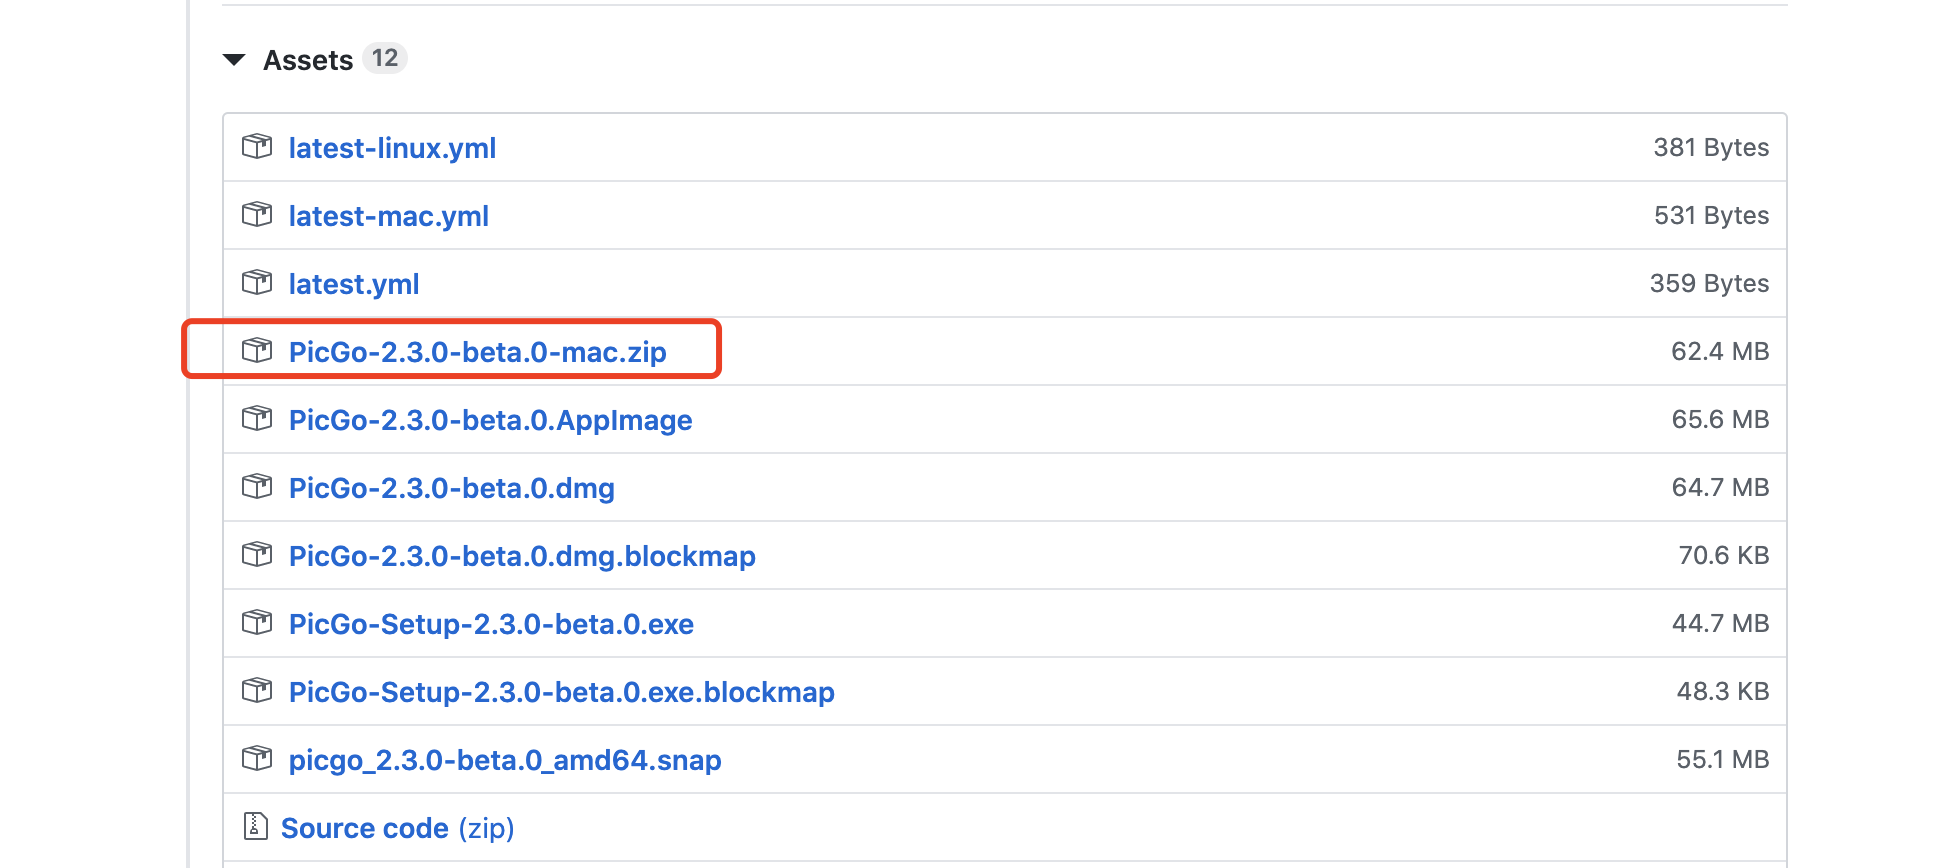 Assets 12
latest-linux.yml 381 Bytes
latest-mac.yml 531 Bytes
latest.yml 359 Bytes
PicGo-2.3.0-beta.0-mac.zip 62.4 MB
PicGo-2.3.0-beta.0.AppImage 65.6 MB
PicGo-2.3.0-beta.0.dmg 64.7 MB
PicGo-2.3.0-beta.0.dmg.blockmap 70.6 KB
PicGo-Setup-2.3.0-beta.0.exe 44.7 MB
PicGo-Setup-2.3.0-beta.0.exe.blockmap 48.3 KB
picgo_2.3.0-beta.0_amd64.snap 55.1 MB
Source code (zip)